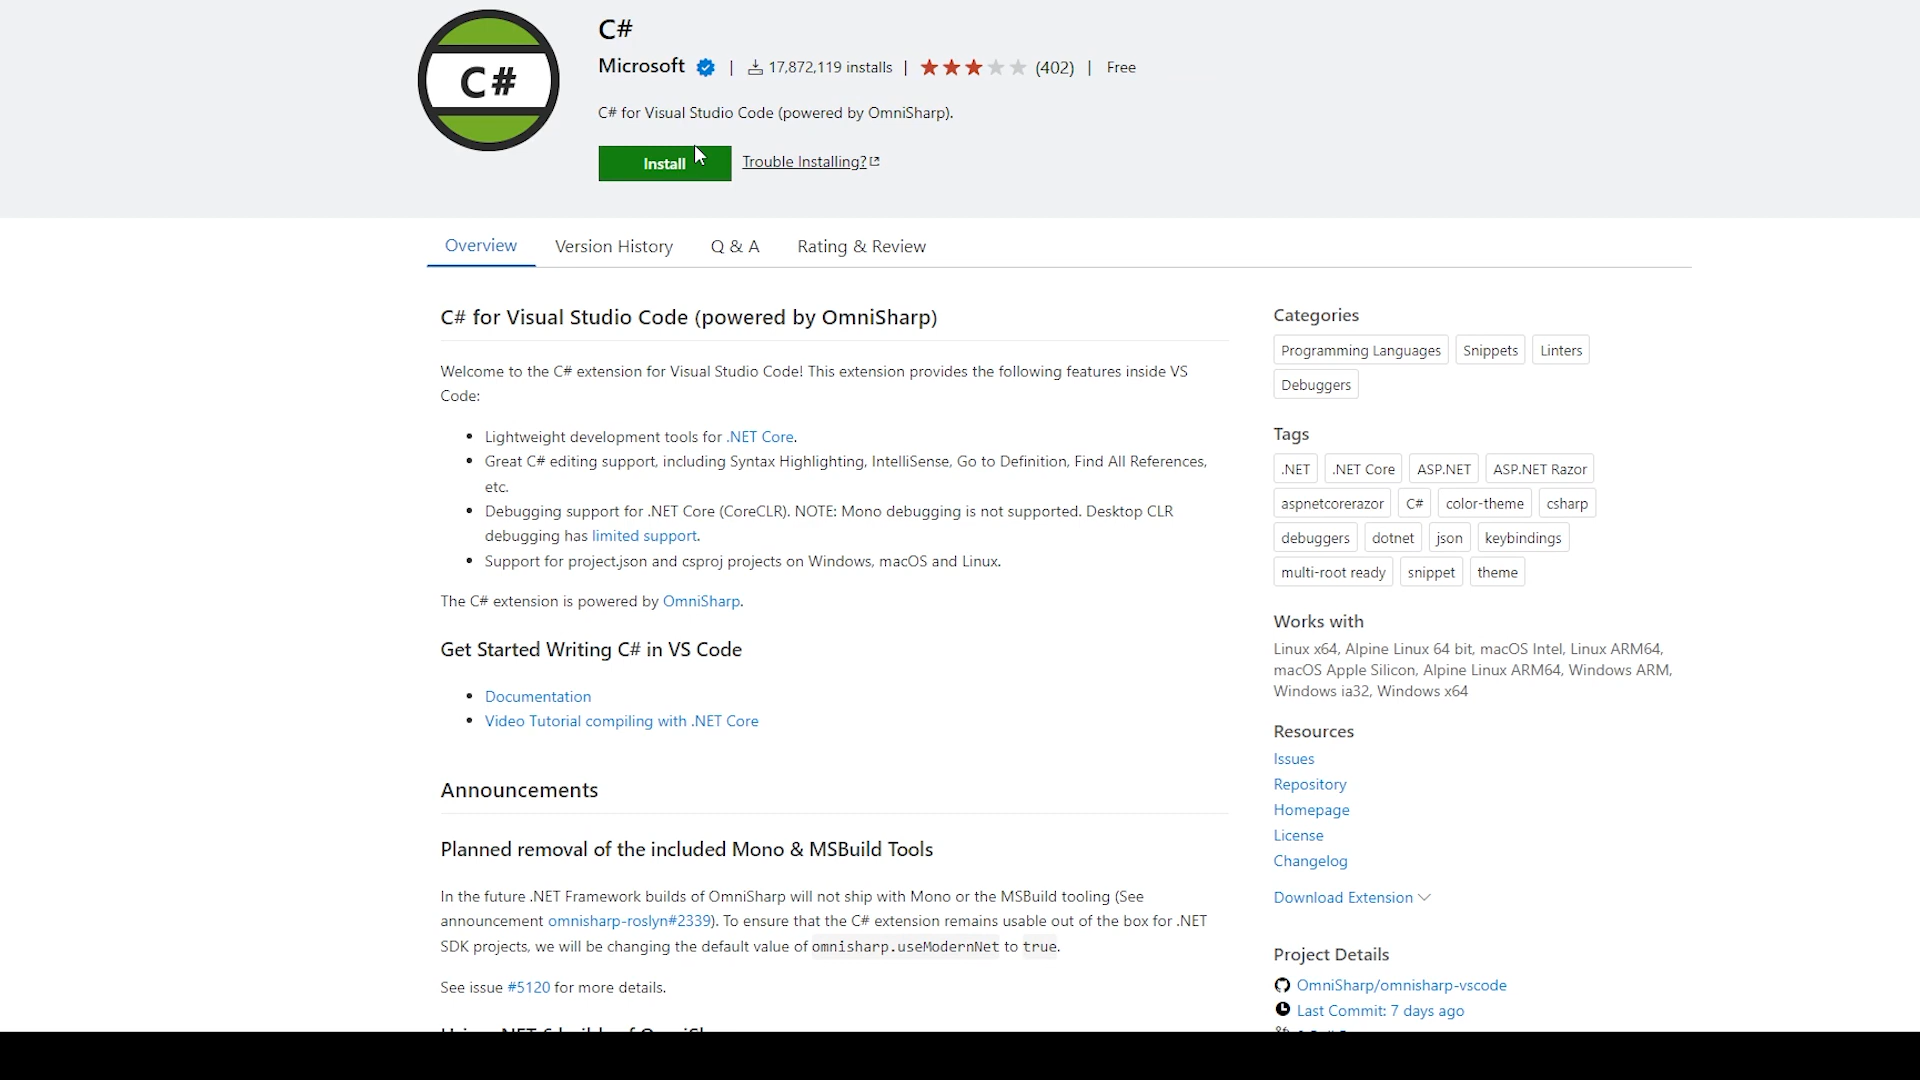 C#
C#
Microsoft | 17,872,119 installs | (402) | Free
C# for Visual Studio Code (powered by OmniSharp).
Install Trouble Installing?
Overview Version History Q & A Rating & Review
C# for Visual Studio Code (powered by OmniSharp)
Welcome to the C# extension for Visual Studio Code! This extension provides the following features inside VS
Code:
• Lightweight development tools for .NET Core.
• Great C# editing support, including Syntax Highlighting, IntelliSense, Go to Definition, Find All References,
etc.
• Debugging support for .NET Core (CoreCLR). NOTE: Mono debugging is not supported. Desktop CLR
debugging has limited support.
• Support for project.json and csproj projects on Windows, macOS and Linux.
The C# extension is powered by OmniSharp.
Get Started Writing C# in VS Code
• Documentation
• Video Tutorial compiling with .NET Core
Announcements
Planned removal of the included Mono & MSBuild Tools
In the future .NET Framework builds of OmniSharp will not ship with Mono or the MSBuild tooling (See
announcement omnisharp-roslyn#2339). To ensure that the C# extension remains usable out of the box for .NET
SDK projects, we will be changing the default value of omnisharp.useModernNet to true.
See issue #5120 for more details.
Categories
Programming Languages Snippets Linters
Debuggers
Tags
.NET .NET Core ASP.NET ASP.NET Razor
aspnetcorerazor C# color-theme csharp
debuggers dotnet json keybindings
multi-root ready snippet theme
Works with
Linux x64, Alpine Linux 64 bit, macOS Intel, Linux ARM64,
macOS Apple Silicon, Alpine Linux ARM64, Windows ARM,
Windows ia32, Windows x64
Resources
Issues
Repository
Homepage
License
Changelog
Download Extension
Project Details
OmniSharp/omnisharp-vscode
Last Commit: 7 days ago